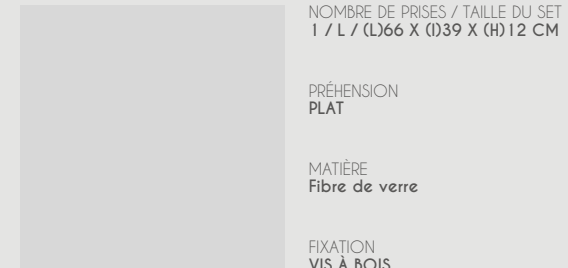 NOMBRE DE PRISES / TAILLE DU SET
1 / L / (L)66 X (l)39 X (H)12 CM
PRÉHENSION
PLAT
MATIÈRE
Fibre de verre
FIXATION
VIS À BOIS